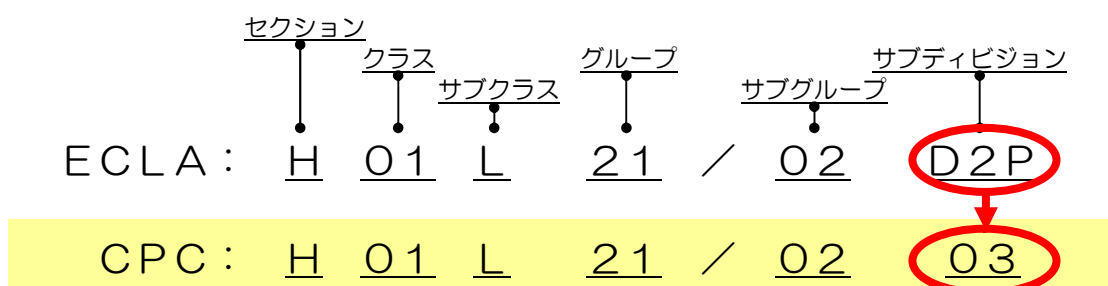 セクション
クラス グループ サブディビジョン
サブクラス サブグループ
ECLA: H 01 L 21 / 02 D2P
CPC: H 01 L 21 / 02 03